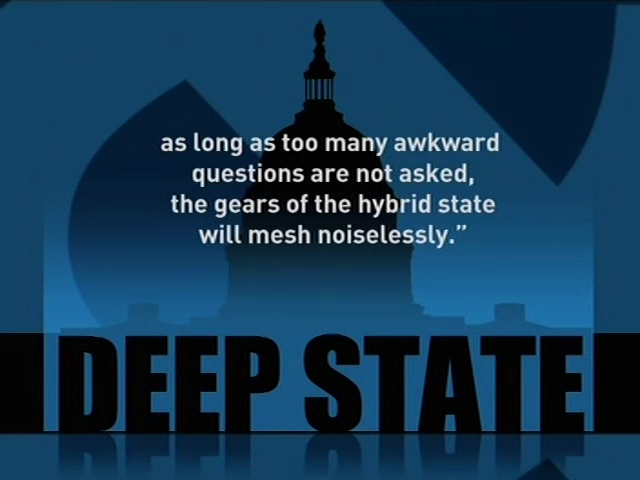 as long as too many awkward
questions are not asked,
the gears of the hybrid state
will mesh noiselessly.”
DEEP STATE